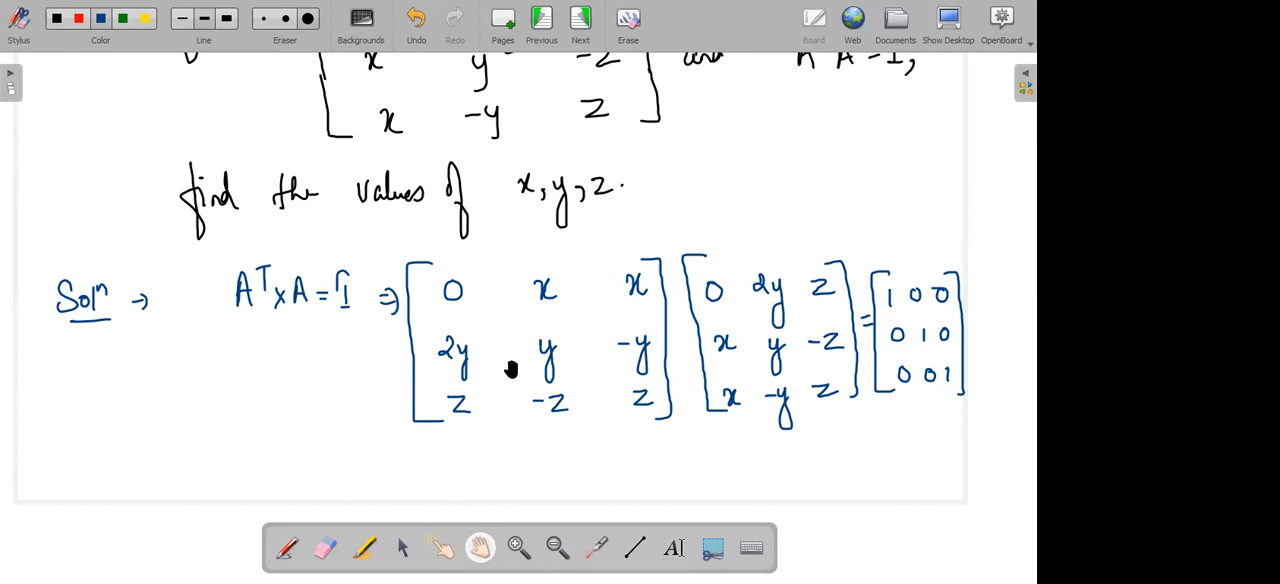 Stylus Color Line Eraser Backgrounds Undo Redo Pages Previous Next Erase Board Web Documents Show Desktop OpenBoard
x y -z and A A = I,
x -y z
find the values of x, y, z.
Solⁿ → Aᵀ × A = I ⇒ [ 0 x x ] [ 0 2y z ] = [ 1 0 0 ]
[ 2y y -y ] [ x y -z ] [ 0 1 0 ]
[ z -z z ] [ x -y z ] [ 0 0 1 ]